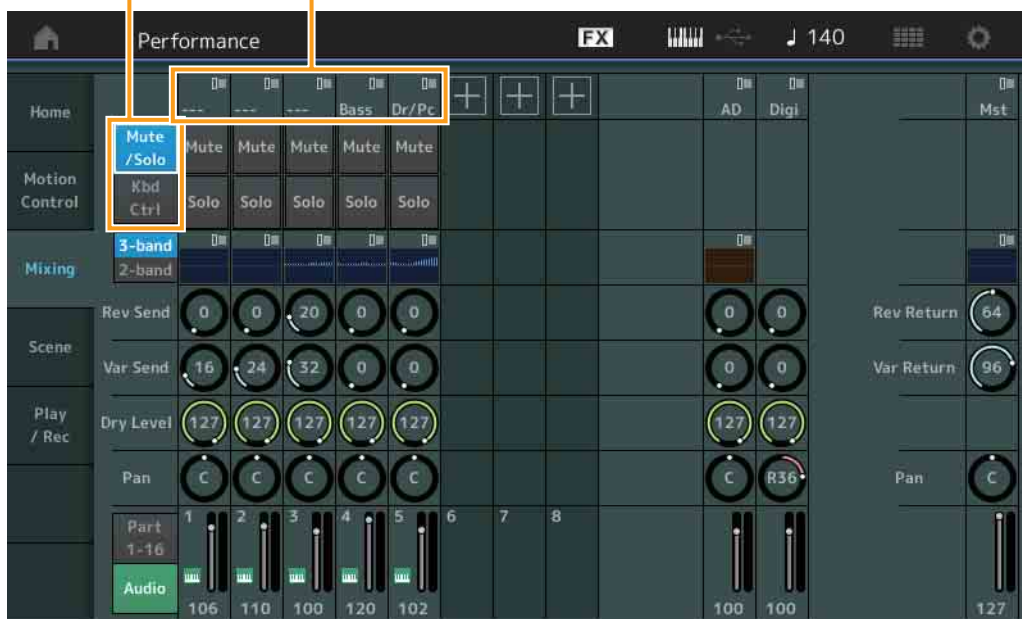 Performance FX 140
Home --- --- --- Bass Dr/Pc AD Digi Mst
Mute /Solo Mute Mute Mute Mute Mute
Motion Control Kbd Ctrl Solo Solo Solo Solo Solo
Mixing 3-band 2-band
Rev Send 0 0 20 0 0 0 0 Rev Return 64
Scene
Var Send 16 24 32 0 0 0 0 Var Return 96
Play / Rec
Dry Level 127 127 127 127 127 127 127
Pan C C C C C C R36 Pan C
Part 1-16 1 2 3 4 5 6 7 8
Audio
106 110 100 120 102 100 100 127